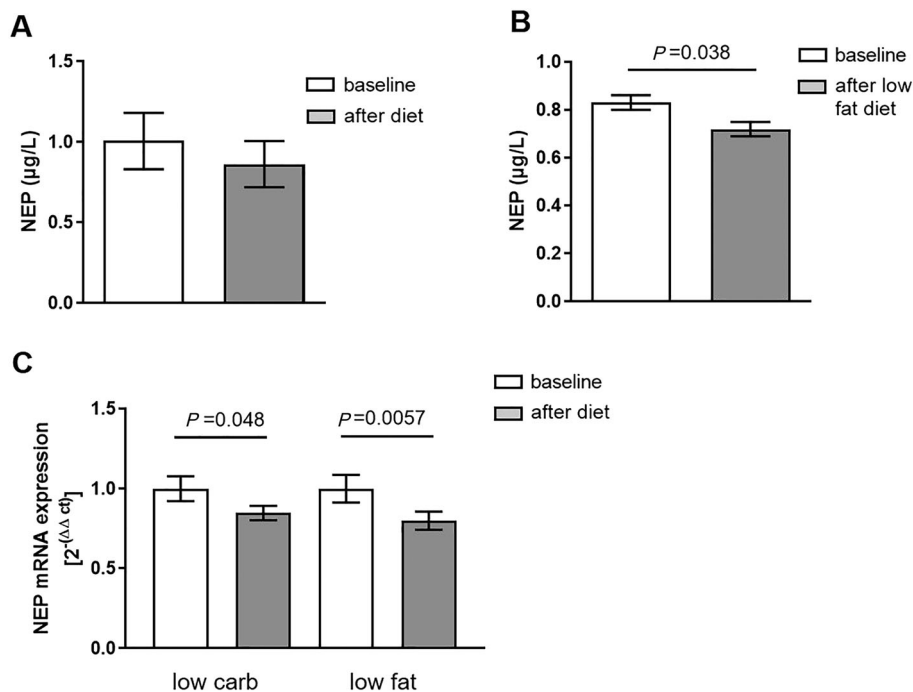 A
NEP (µg/L)
1.5
1.0
0.5
0.0
baseline
after diet
B
NEP (µg/L)
1.0
0.8
0.6
0.4
0.2
0.0
P=0.038
baseline
after low
fat diet
C
NEP mRNA expression
[2-(ΔΔ ct)]
1.5
1.0
0.5
0.0
P=0.048
P=0.0057
baseline
after diet
low carb
low fat